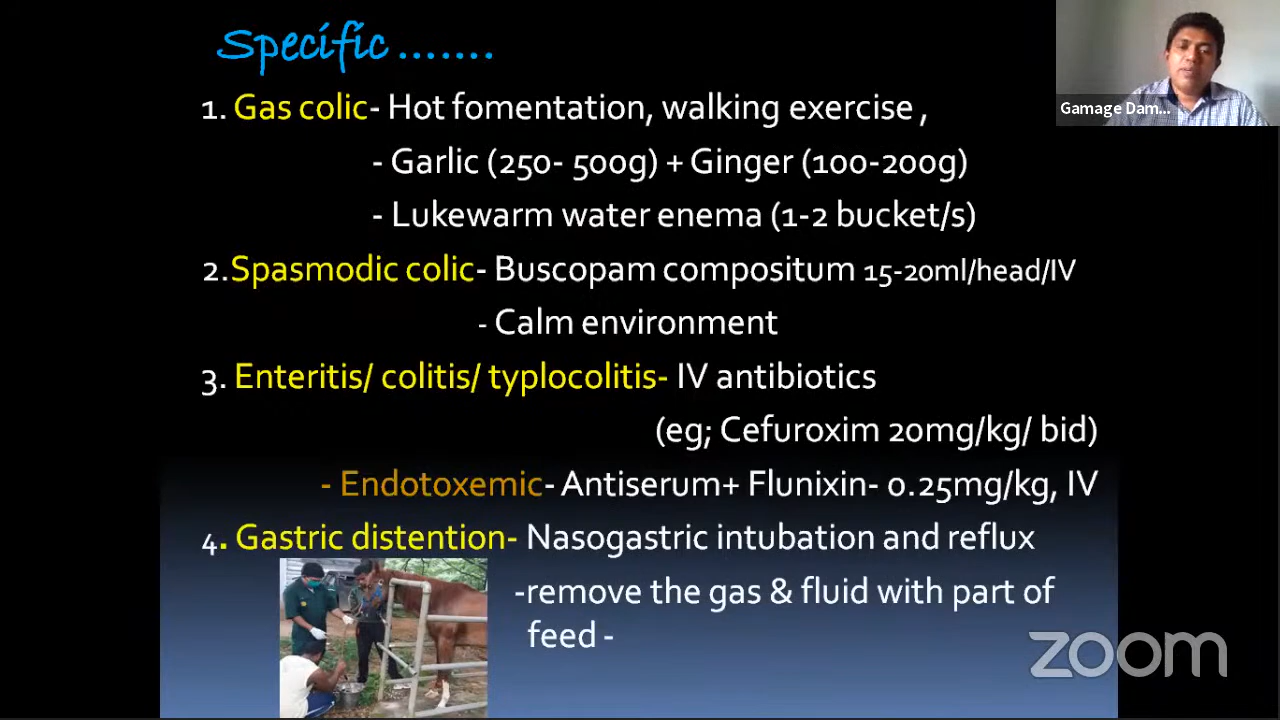 Specific .......
Gamage Dam...
1. Gas colic- Hot fomentation, walking exercise ,
- Garlic (250- 500g) + Ginger (100-200g)
- Lukewarm water enema (1-2 bucket/s)
2.Spasmodic colic- Buscopam compositum 15-20ml/head/IV
- Calm environment
3. Enteritis/ colitis/ typlocolitis- IV antibiotics
(eg; Cefuroxim 20mg/kg/ bid)
- Endotoxemic- Antiserum+ Flunixin- 0.25mg/kg, IV
4. Gastric distention- Nasogastric intubation and reflux
-remove the gas & fluid with part of
feed -
zoom